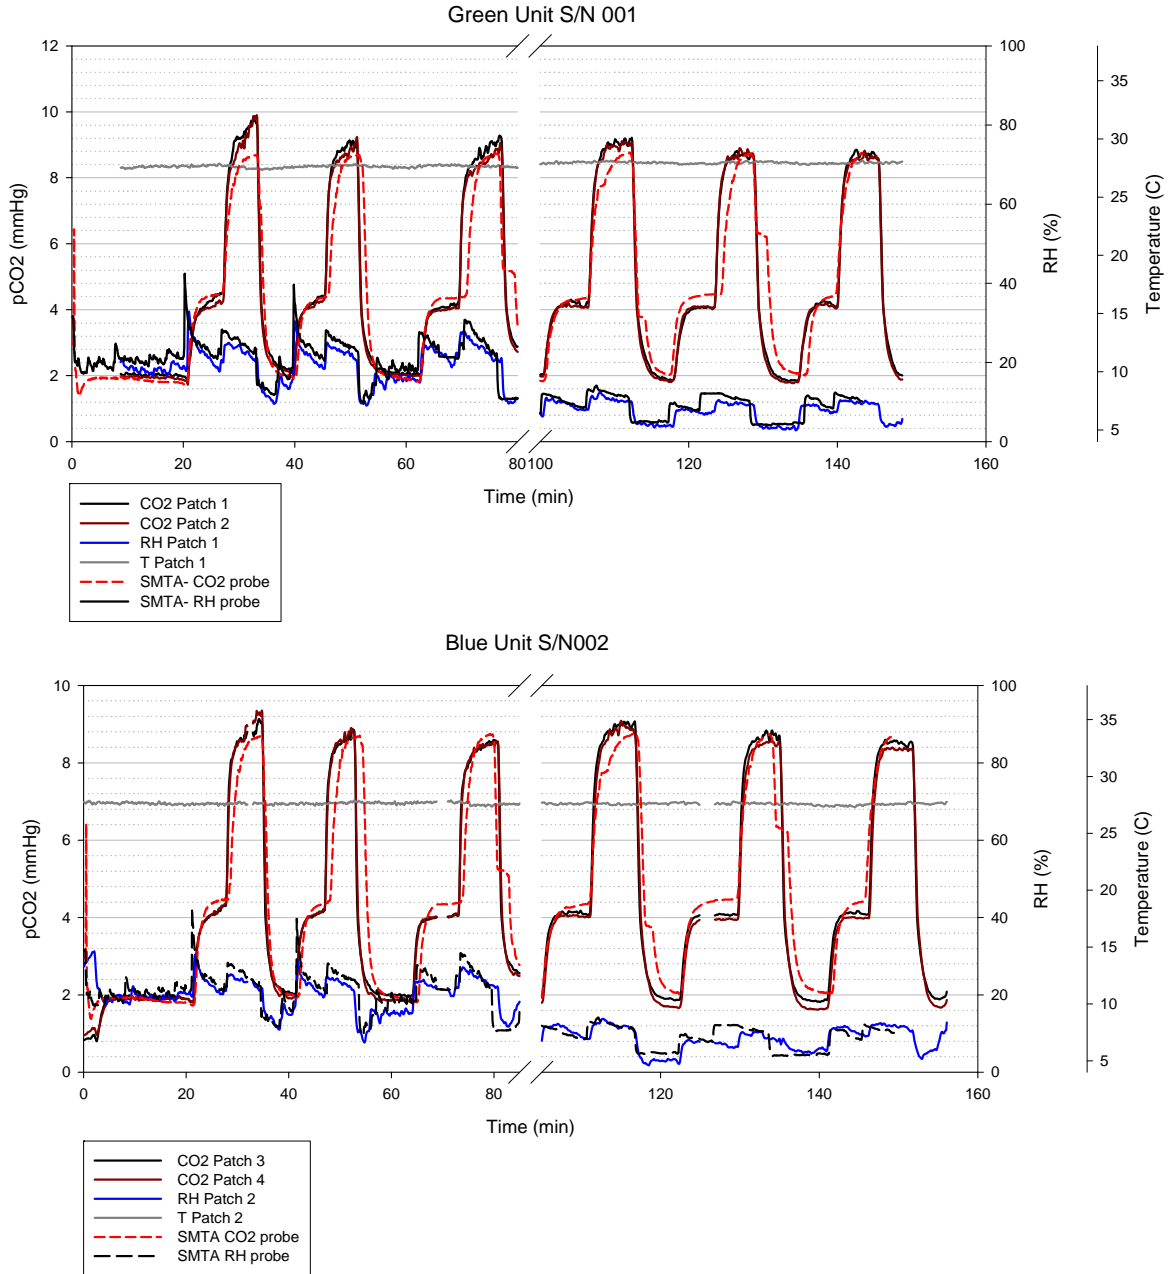 Green Unit S/N 001
12
10
8
6
4
2
0
pCO2 (mmHg)
100
80
60
40
20
0
RH (%)
35
30
25
20
15
10
5
Temperature (C)
0 20 40 60 80 100 120 140 160
Time (min)
CO2 Patch 1
CO2 Patch 2
RH Patch 1
T Patch 1
SMTA- CO2 probe
SMTA- RH probe
Blue Unit S/N002
10
8
6
4
2
0
pCO2 (mmHg)
100
80
60
40
20
0
RH (%)
35
30
25
20
15
10
5
Temperature (C)
0 20 40 60 80 120 140 160
Time (min)
CO2 Patch 3
CO2 Patch 4
RH Patch 2
T Patch 2
SMTA CO2 probe
SMTA RH probe